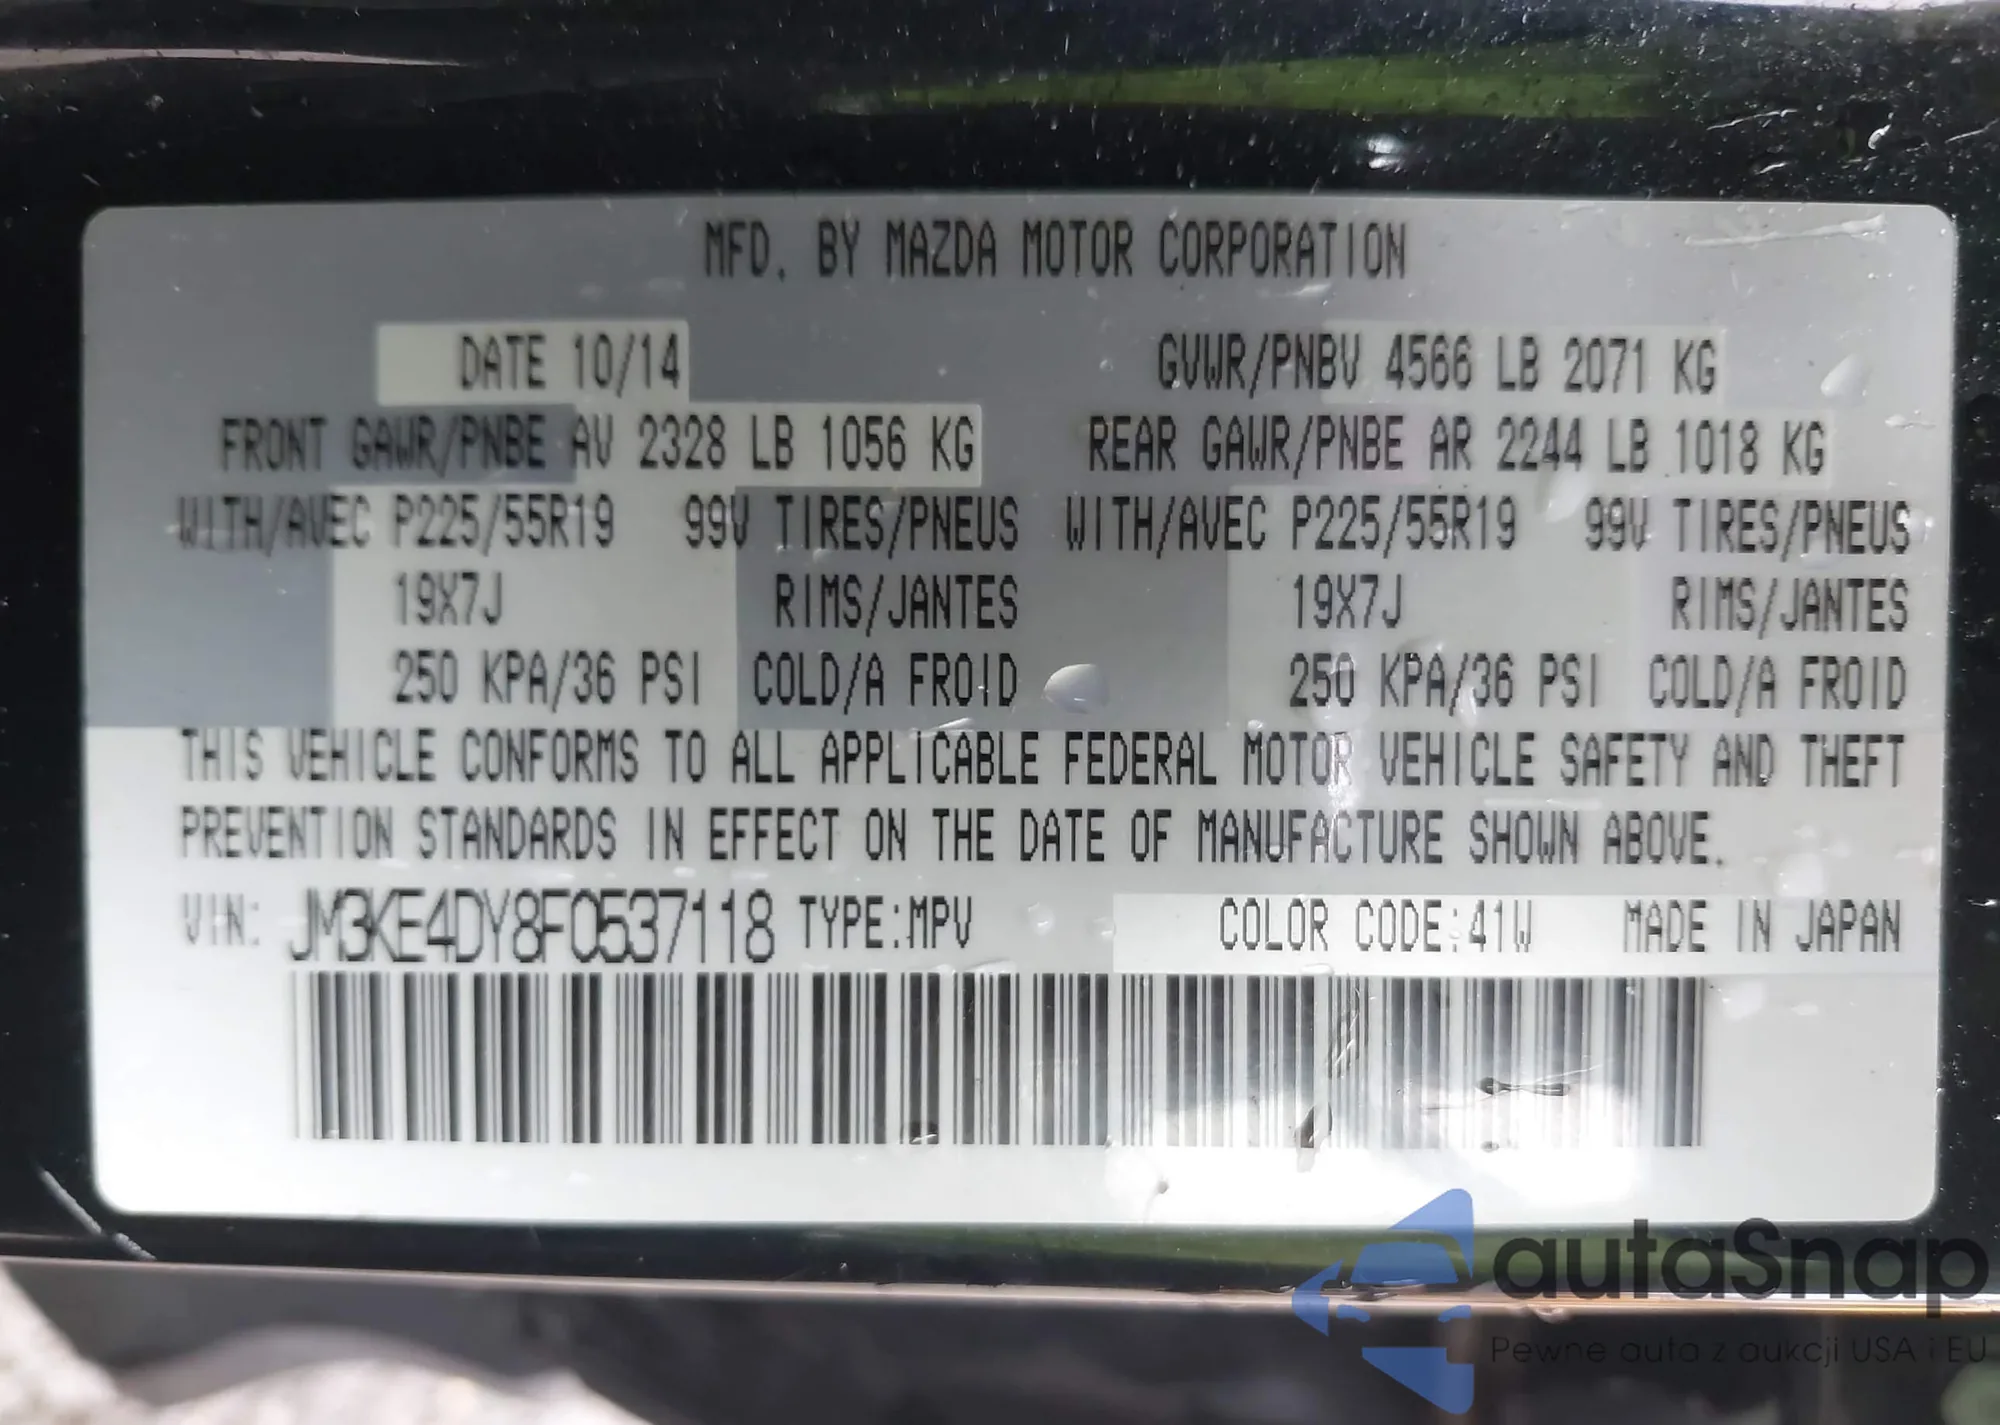 MFD. BY MAZDA MOTOR CORPORATION
DATE 10/14 GVWR/PNBV 4566 LB 2071 KG
FRONT GAWR/PNBE AV 2328 LB 1056 KG REAR GAWR/PNBE AR 2244 LB 1018 KG
WITH/AVEC P225/55R19 99V TIRES/PNEUS WITH/AVEC P225/55R19 99V TIRES/PNEUS
19X7J RIMS/JANTES 19X7J RIMS/JANTES
250 KPA/36 PSI COLD/A FROID 250 KPA/36 PSI COLD/A FROID
THIS VEHICLE CONFORMS TO ALL APPLICABLE FEDERAL MOTOR VEHICLE SAFETY AND THEFT
PREVENTION STANDARDS IN EFFECT ON THE DATE OF MANUFACTURE SHOWN ABOVE.
VIN: JM3KE4DY8F0537118 TYPE:MPV COLOR CODE:41W MADE IN JAPAN
autaSnap
Pewne auta z aukcji USA i EU